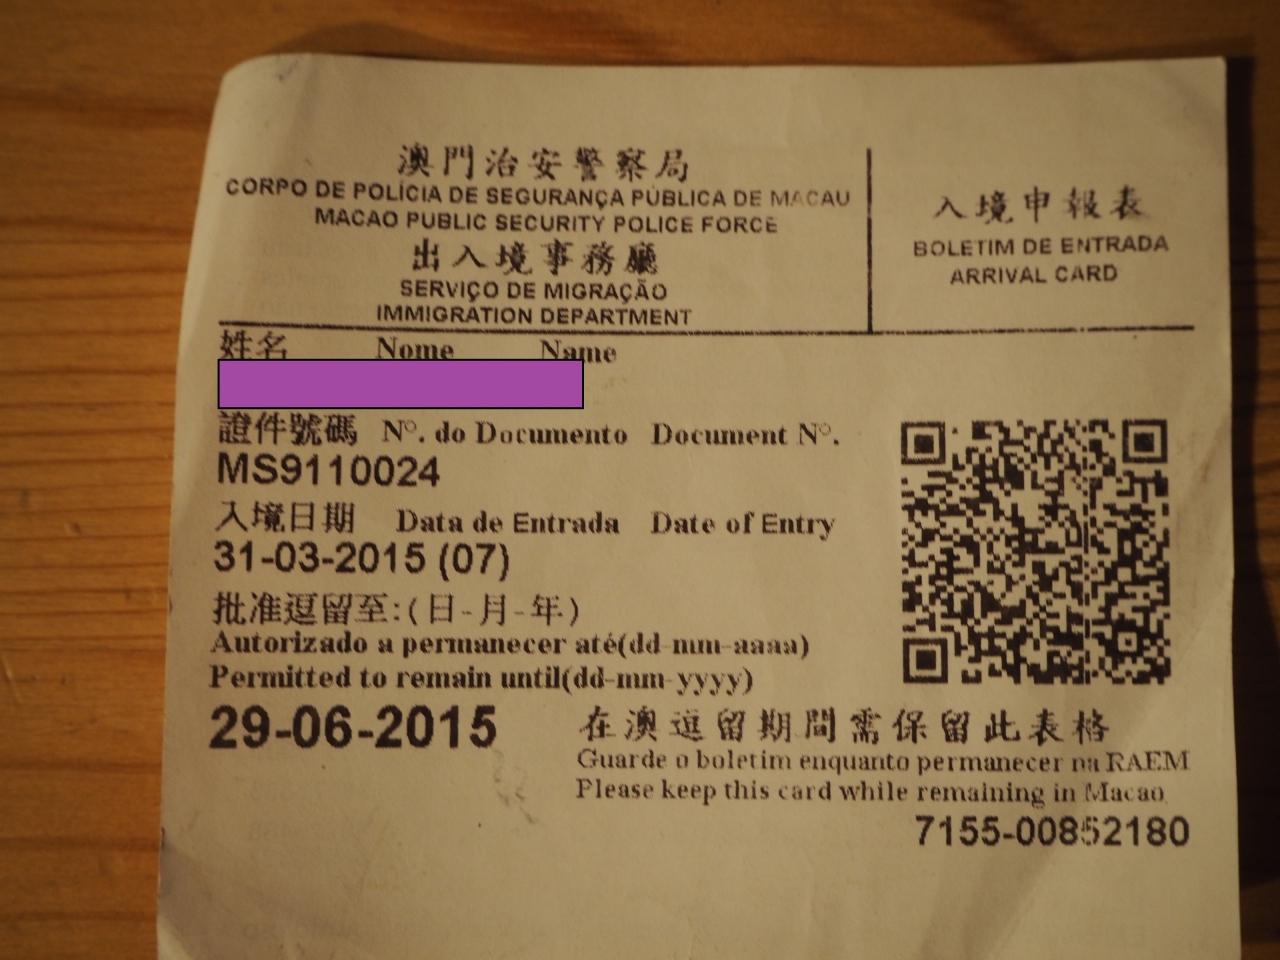 澳門治安警察局
CORPO DE POLÍCIA DE SEGURANÇA PÚBLICA DE MACAU
MACAO PUBLIC SECURITY POLICE FORCE
出入境事務廳
SERVIÇO DE MIGRAÇÃO
IMMIGRATION DEPARTMENT
入境申報表
BOLETIM DE ENTRADA
ARRIVAL CARD
姓名 Nome Name
證件號碼 Nº. do Documento Document Nº.
MS9110024
入境日期 Data de Entrada Date of Entry
31-03-2015 (07)
批准逗留至:(日-月-年)
Autorizado a permanecer até(dd-mm-aaaa)
Permitted to remain until(dd-mm-yyyy)
29-06-2015
在澳逗留期間需保留此表格
Guarde o boletim enquanto permanecer na RAEM
Please keep this card while remaining in Macao
7155-00852180